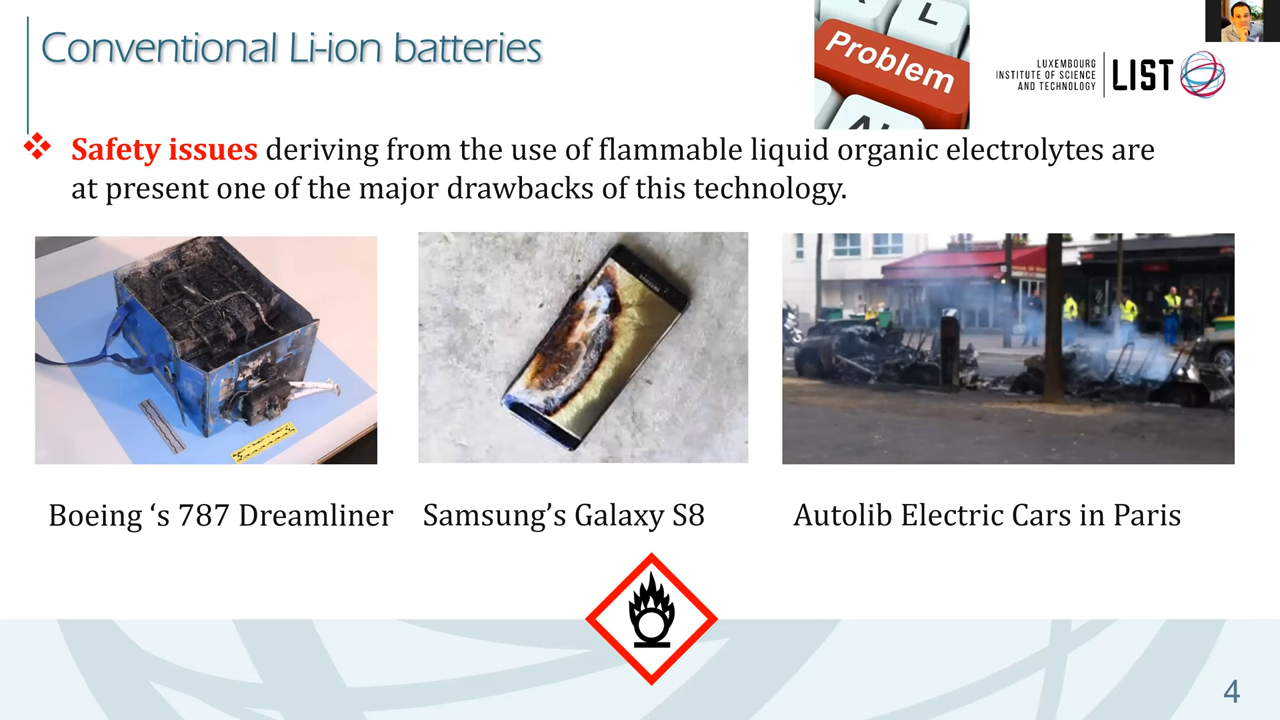 Conventional Li-ion batteries
L
Problem
LUXEMBOURG
INSTITUTE OF SCIENCE
AND TECHNOLOGY
LIST
❖ Safety issues deriving from the use of flammable liquid organic electrolytes are
at present one of the major drawbacks of this technology.
SAMSUNG
Boeing ‘s 787 Dreamliner
Samsung’s Galaxy S8
Autolib Electric Cars in Paris
4